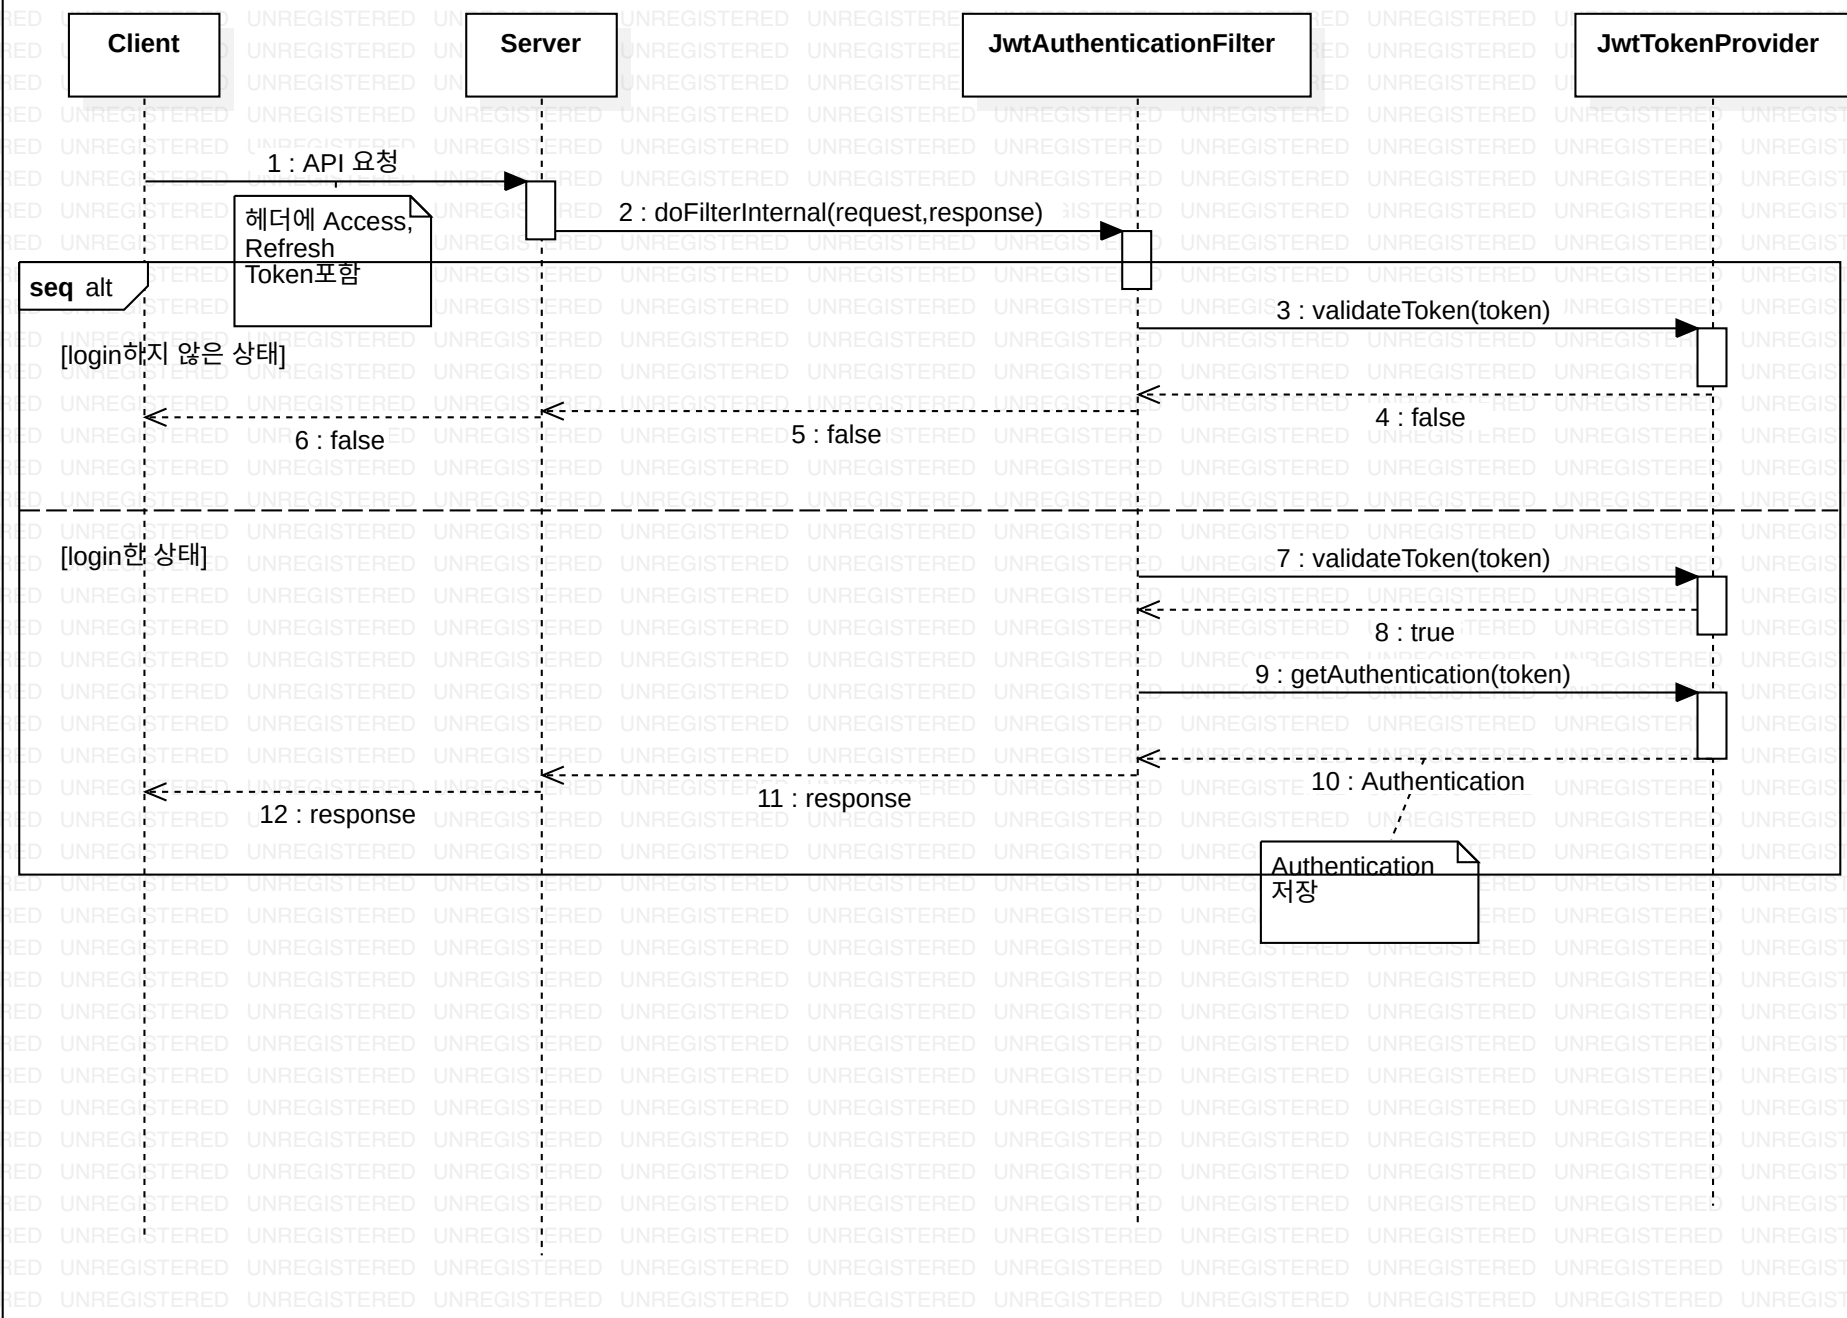 Client
Server
JwtAuthenticationFilter
JwtTokenProvider
1 : API 요청
헤더에 Access,
Refresh
Token포함
2 : doFilterInternal(request,response)
seq alt
3 : validateToken(token)
[login하지 않은 상태]
4 : false
5 : false
6 : false
[login한 상태]
7 : validateToken(token)
8 : true
9 : getAuthentication(token)
10 : Authentication
11 : response
12 : response
Authentication
저장
UNREGISTERED